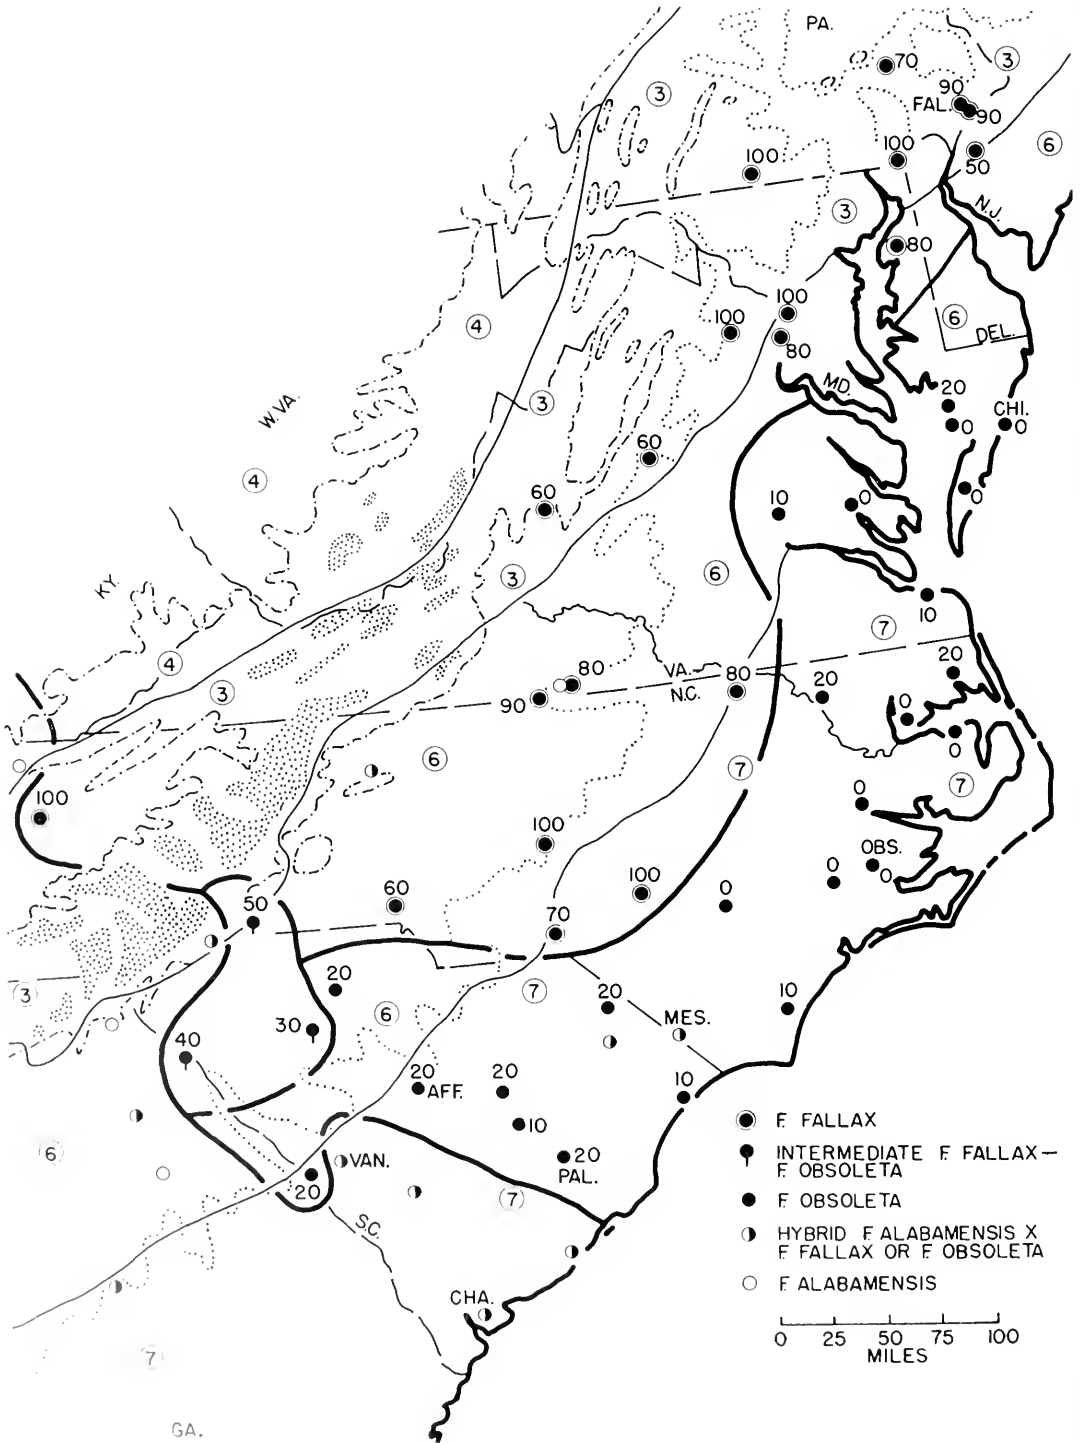 PA.
3
70
3
90
FAL.
90
6
100
50
100
N.J.
3
80
6
100
100
4
DEL.
80
MD.
20
3
CHI.
0
0
W.VA.
60
4
60
0
10
0
6
3
KY.
10
7
4
VA.
20
80
80
20
3
N.C.
90
0
0
6
7
7
100
0
100
OBS.
0
0
60
100
0
50
70
20
7
3
20
10
6
MES.
30
40
20
20
AFF.
10
10
6
20
VAN.
PAL.
20
7
S.C.
CHA.
7
GA.
F. FALLAX
INTERMEDIATE F. FALLAX–
F. OBSOLETA
F. OBSOLETA
HYBRID F. ALABAMENSIS X
F. FALLAX OR F. OBSOLETA
F. ALABAMENSIS
0 25 50 75 100
MILES